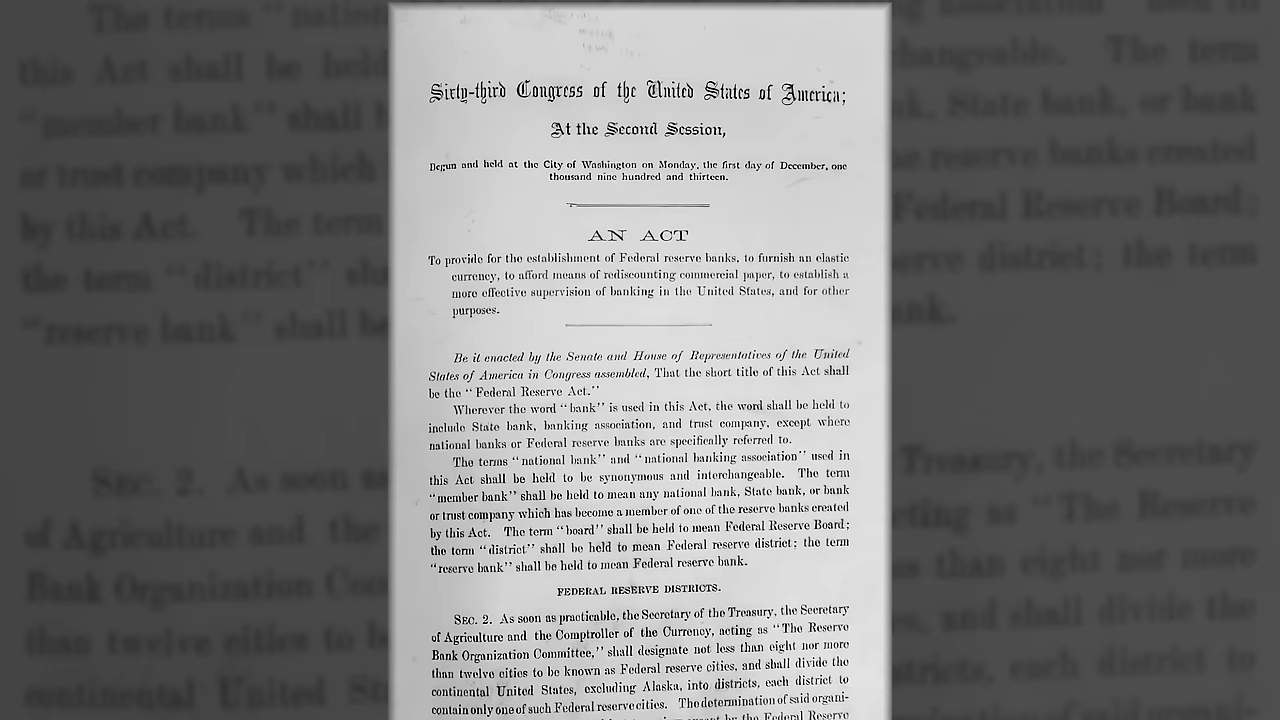 Sixty-third Congress of the United States of America;
At the Second Session,
Begun and held at the City of Washington on Monday, the first day of December, one
thousand nine hundred and thirteen.
AN ACT
To provide for the establishment of Federal reserve banks, to furnish an elastic
currency, to afford means of rediscounting commercial paper, to establish a
more effective supervision of banking in the United States, and for other
purposes.
Be it enacted by the Senate and House of Representatives of the United
States of America in Congress assembled, That the short title of this Act shall
be the “Federal Reserve Act.”
Wherever the word “bank” is used in this Act, the word shall be held to
include State bank, banking association, and trust company, except where
national banks or Federal reserve banks are specifically referred to.
The terms “national bank” and “national banking association” used in
this Act shall be held to be synonymous and interchangeable. The term
“member bank” shall be held to mean any national bank, State bank, or bank
or trust company which has become a member of one of the reserve banks created
by this Act. The term “board” shall be held to mean Federal Reserve Board;
the term “district” shall be held to mean Federal reserve district; the term
“reserve bank” shall be held to mean Federal reserve bank.
FEDERAL RESERVE DISTRICTS.
SEC. 2. As soon as practicable, the Secretary of the Treasury, the Secretary
of Agriculture and the Comptroller of the Currency, acting as “The Reserve
Bank Organization Committee,” shall designate not less than eight nor more
than twelve cities to be known as Federal reserve cities, and shall divide the
continental United States, excluding Alaska, into districts, each district to
contain only one of such Federal reserve cities. The determination of said organi-
except by the Federal Reserve